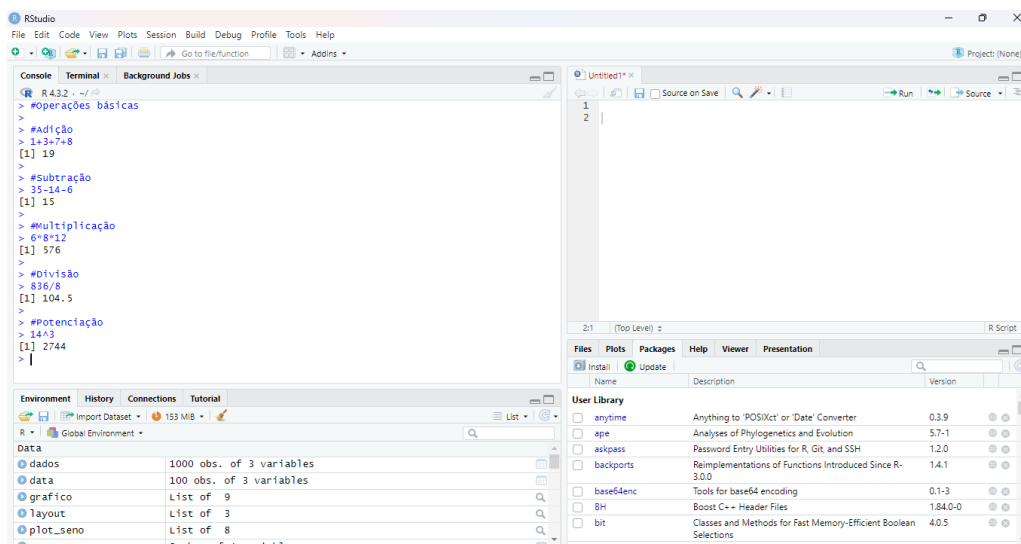 RStudio
File Edit Code View Plots Session Build Debug Profile Tools Help
Go to file/function
Addins
Project: (None)
Console Terminal Background Jobs
R 4.3.2 · ~/
> #Operações básicas
>
> #Adição
> 1+3+7+8
[1] 19
>
> #Subtração
> 35-14-6
[1] 15
>
> #Multiplicação
> 6*8*12
[1] 576
>
> #Divisão
> 836/8
[1] 104.5
>
> #Potenciação
> 14^3
[1] 2744
>
Untitled1*
Source on Save
Run
Source
1
2
2:1 (Top Level) R Script
Environment History Connections Tutorial
Import Dataset 153 MiB List
R Global Environment
Data
dados 1000 obs. of 3 variables
data 100 obs. of 3 variables
grafico List of 9
layout List of 3
plot_seno List of 8
Files Plots Packages Help Viewer Presentation
Install Update
Name Description Version
User Library
anytime Anything to 'POSIXct' or 'Date' Converter 0.3.9
ape Analyses of Phylogenetics and Evolution 5.7-1
askpass Password Entry Utilities for R, Git, and SSH 1.2.0
backports Reimplementations of Functions Introduced Since R-
3.0.0
1.4.1
base64enc Tools for base64 encoding 0.1-3
BH Boost C++ Header Files 1.84.0-0
bit Classes and Methods for Fast Memory-Efficient Boolean
Selections
4.0.5